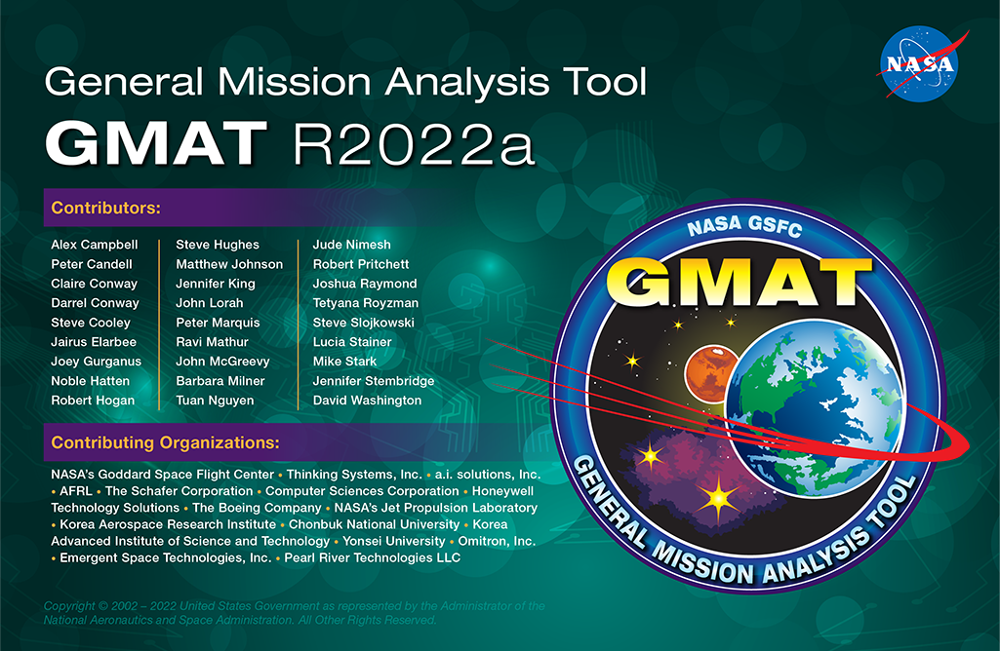 NASA
General Mission Analysis Tool
GMAT R2022a
Contributors:
Alex Campbell
Peter Candell
Claire Conway
Darrel Conway
Steve Cooley
Jairus Elarbee
Joey Gurganus
Noble Hatten
Robert Hogan
Steve Hughes
Matthew Johnson
Jennifer King
John Lorah
Peter Marquis
Ravi Mathur
John McGreevy
Barbara Milner
Tuan Nguyen
Jude Nimesh
Robert Pritchett
Joshua Raymond
Tetyana Royzman
Steve Slojkowski
Lucia Stainer
Mike Stark
Jennifer Stembridge
David Washington
Contributing Organizations:
NASA's Goddard Space Flight Center • Thinking Systems, Inc. • a.i. solutions, Inc.
• AFRL • The Schafer Corporation • Computer Sciences Corporation • Honeywell
Technology Solutions • The Boeing Company • NASA's Jet Propulsion Laboratory
• Korea Aerospace Research Institute • Chonbuk National University • Korea
Advanced Institute of Science and Technology • Yonsei University • Omitron, Inc.
• Emergent Space Technologies, Inc. • Pearl River Technologies LLC
Copyright © 2002 – 2022 United States Government as represented by the Administrator of the
National Aeronautics and Space Administration. All Other Rights Reserved.
NASA GSFC
GMAT
GENERAL MISSION ANALYSIS TOOL